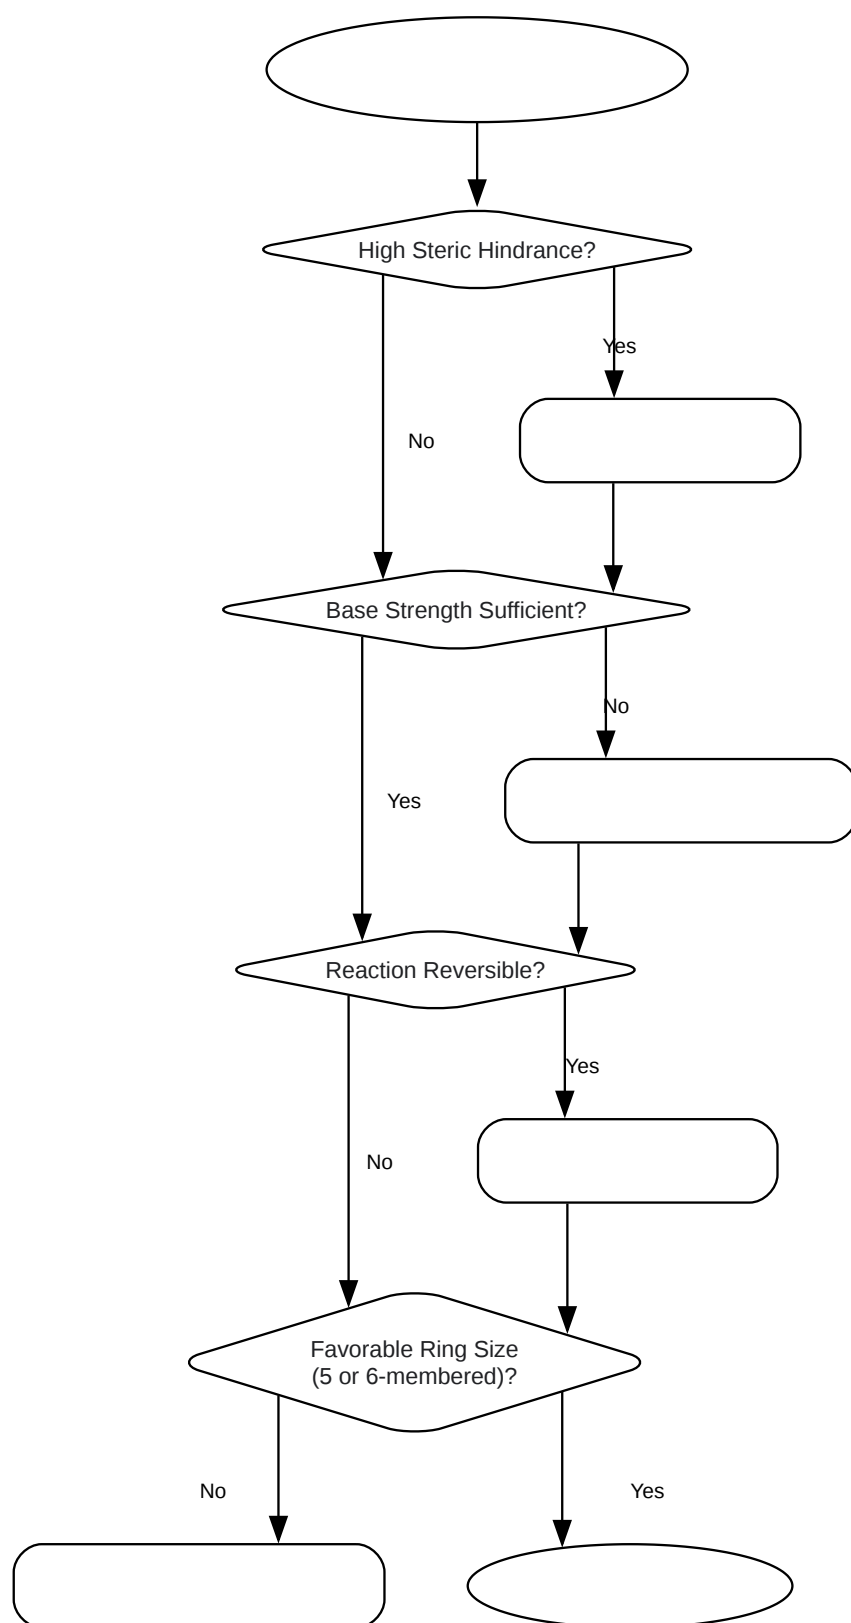 High Steric Hindrance?
Yes
No
Base Strength Sufficient?
No
Yes
Reaction Reversible?
Yes
No
Favorable Ring Size
(5 or 6-membered)?
No
Yes